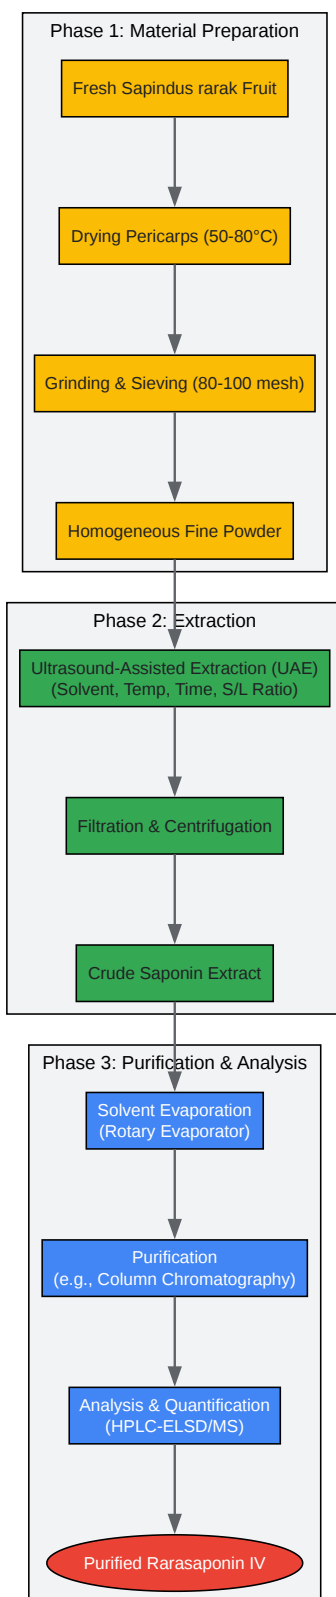 Phase 1: Material Preparation
Fresh Sapindus rarak Fruit
Drying Pericarps (50-80°C)
Grinding & Sieving (80-100 mesh)
Homogeneous Fine Powder
Phase 2: Extraction
Ultrasound-Assisted Extraction (UAE)
(Solvent, Temp, Time, S/L Ratio)
Filtration & Centrifugation
Crude Saponin Extract
Phase 3: Purification & Analysis
Solvent Evaporation
(Rotary Evaporator)
Purification
(e.g., Column Chromatography)
Analysis & Quantification
(HPLC-ELSD/MS)
Purified Rarasaponin IV